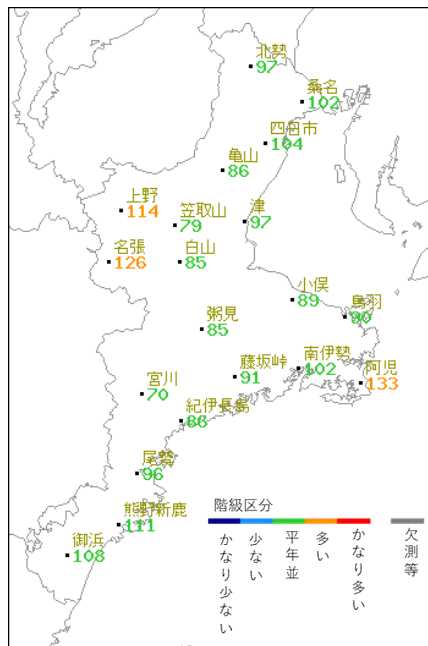 北勢
97
桑名
102
四日市
104
亀山
86
上野
114
笠取山
79
津
97
名張
126
白山
85
小俣
89
鳥羽
90
粥見
85
藤坂峠
91
南伊勢
102
阿児
133
宮川
70
紀伊長島
86
尾鷲
96
熊野新鹿
111
御浜
108
階級区分
かなり少ない
少ない
平年並
多い
かなり多い
欠測等